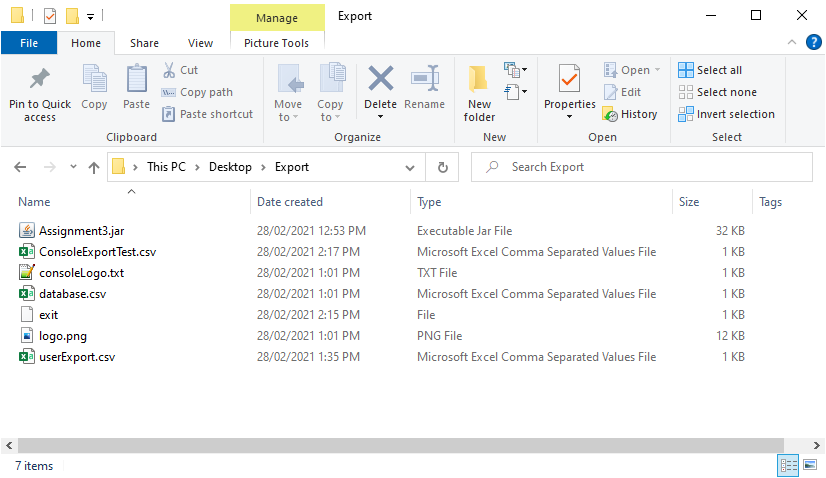 Manage Export
File Home Share View Picture Tools
Pin to Quick access Copy Paste Cut Copy path Paste shortcut Move to Copy to Delete Rename New folder Properties Open Edit History Select all Select none Invert selection
Clipboard Organize New Open Select
This PC Desktop Export Search Export
Name Date created Type Size Tags
Assignment3.jar 28/02/2021 12:53 PM Executable Jar File 32 KB
ConsoleExportTest.csv 28/02/2021 2:17 PM Microsoft Excel Comma Separated Values File 1 KB
consoleLogo.txt 28/02/2021 1:01 PM TXT File 1 KB
database.csv 28/02/2021 1:01 PM Microsoft Excel Comma Separated Values File 1 KB
exit 28/02/2021 2:15 PM File 1 KB
logo.png 28/02/2021 1:01 PM PNG File 12 KB
userExport.csv 28/02/2021 1:35 PM Microsoft Excel Comma Separated Values File 1 KB
7 items